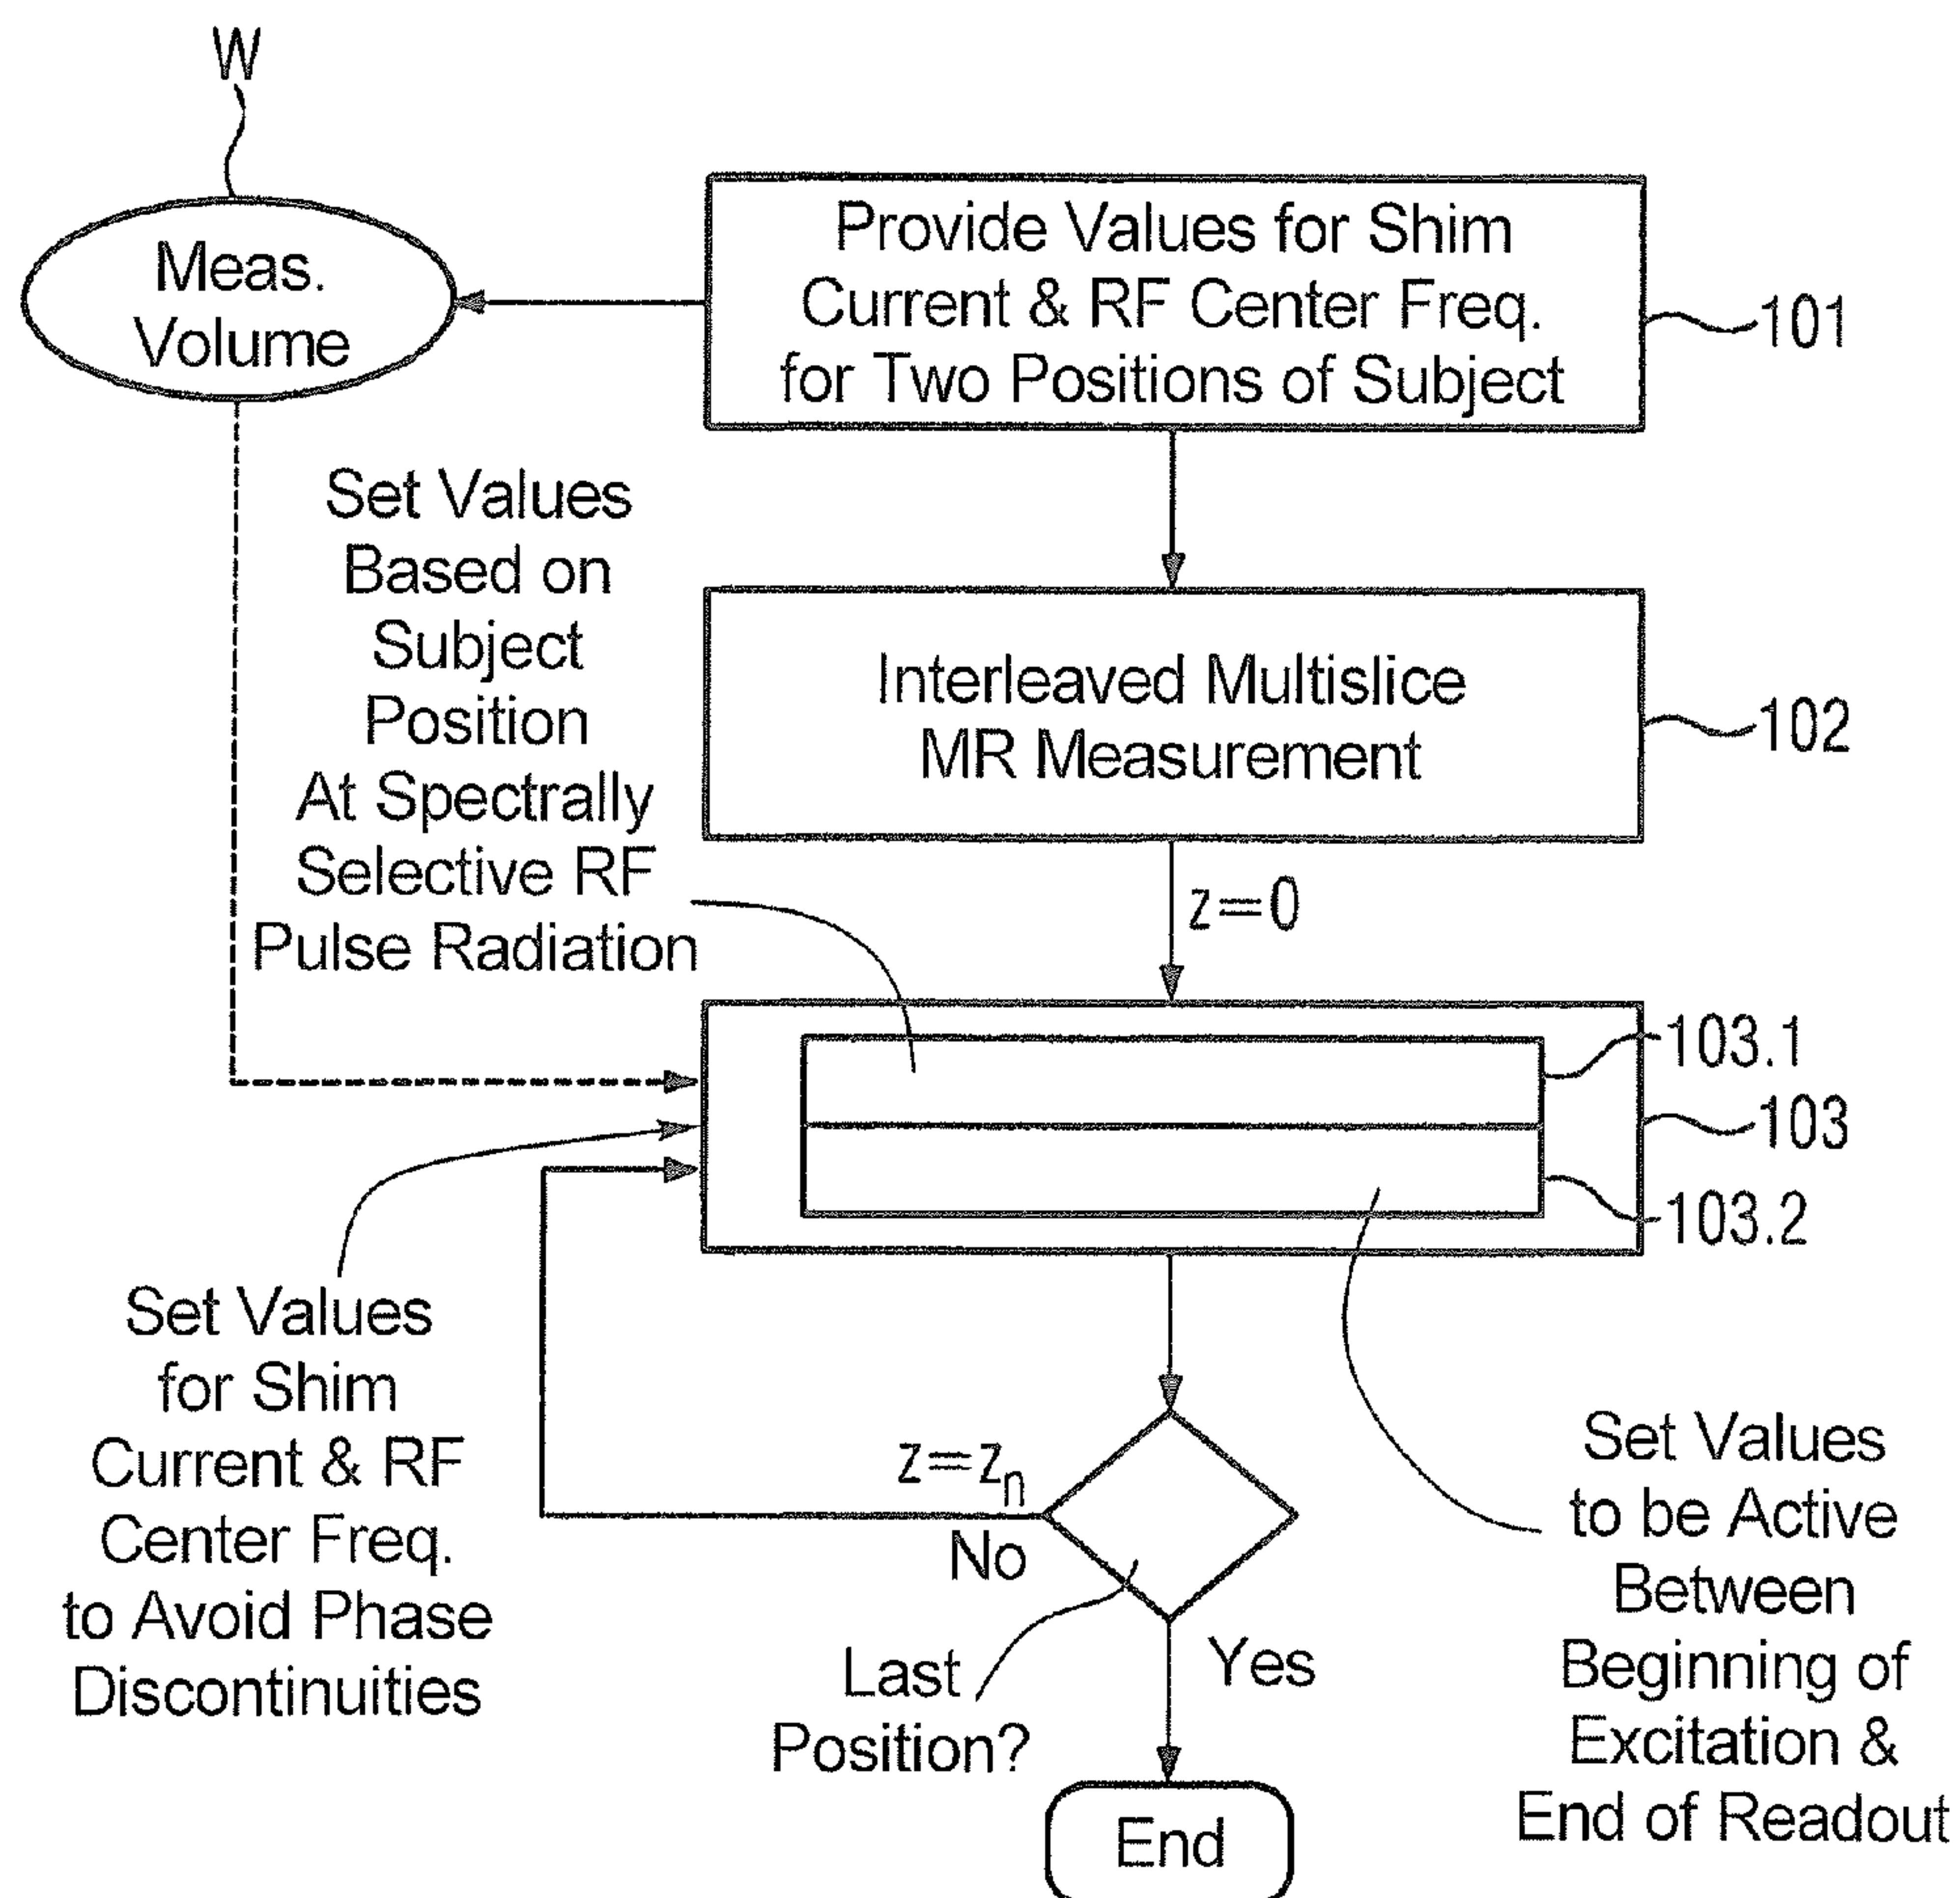 W
Meas.
Volume
Provide Values for Shim
Current & RF Center Freq.
for Two Positions of Subject
101
Set Values
Based on
Subject
Position
At Spectrally
Selective RF
Pulse Radiation
Interleaved Multislice
MR Measurement
102
z=0
103.1
103
103.2
Set Values
for Shim
Current & RF
Center Freq.
to Avoid Phase
Discontinuities
z=zn
No
Last
Position?
Yes
Set Values
to be Active
Between
Beginning of
Excitation &
End of Readout
End